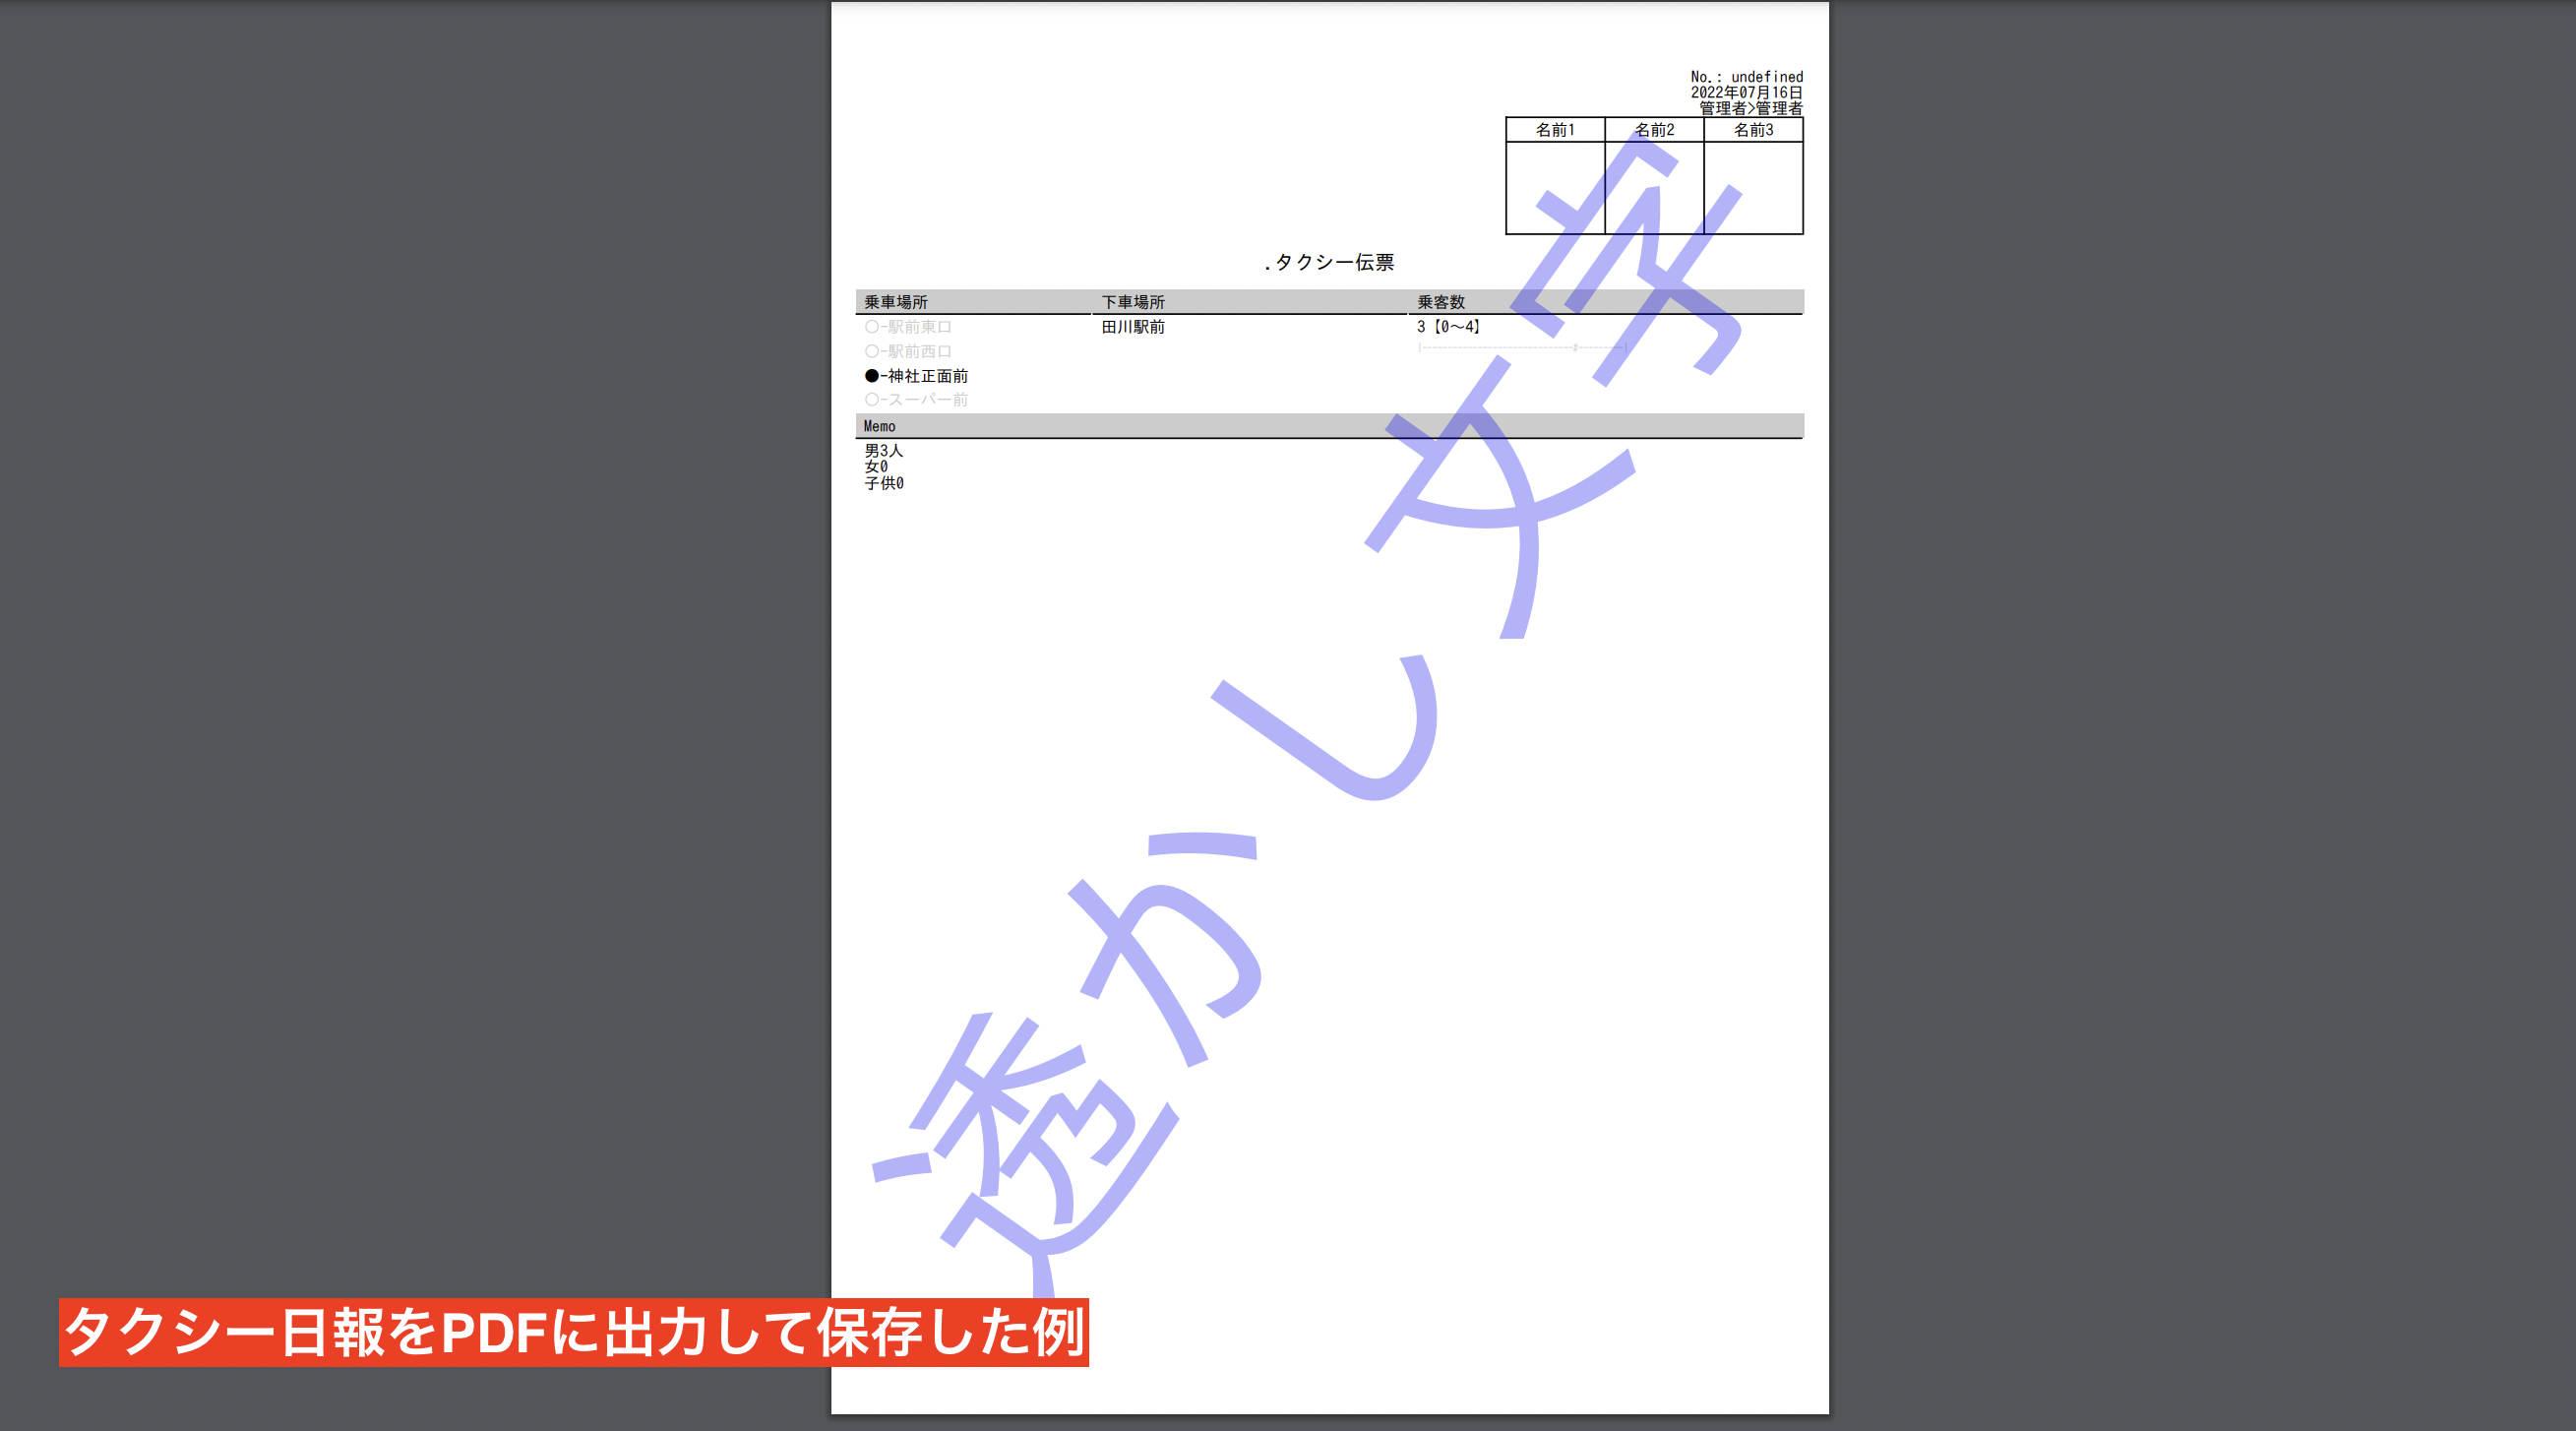 No.: undefined
2022年07月16日
管理者>管理者
名前1 名前2 名前3
.タクシー伝票
乗車場所 下車場所 乗客数
○-駅前東口 田川駅前 3【0～4】
○-駅前西口 |------------------------------#---------|
●-神社正面前
○-スーパー前
Memo
男3人
女0
子供0
透かし文字
タクシー日報をPDFに出力して保存した例